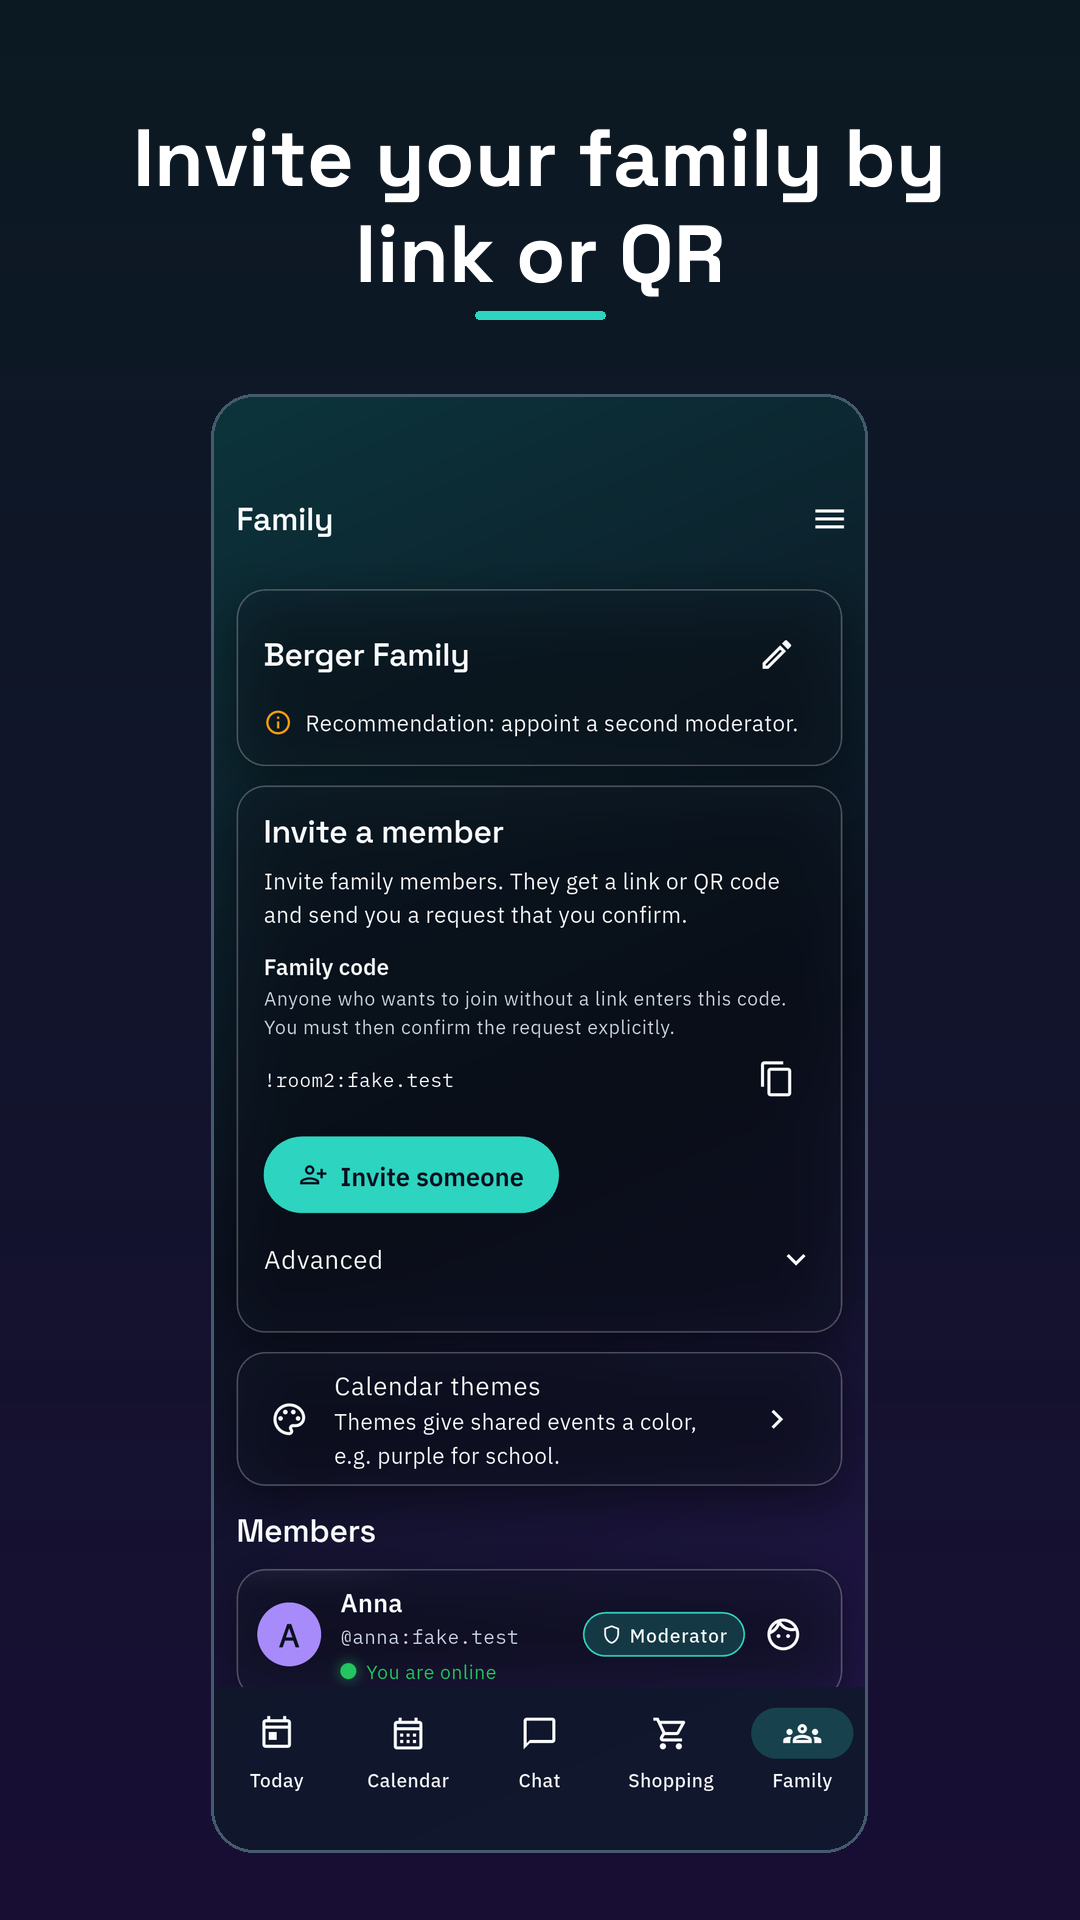 Invite your family by
link or QR
Family
Berger Family
Recommendation: appoint a second moderator.
Invite a member
Invite family members. They get a link or QR code
and send you a request that you confirm.
Family code
Anyone who wants to join without a link enters this code.
You must then confirm the request explicitly.
!room2:fake.test
Invite someone
Advanced
Calendar themes
Themes give shared events a color,
e.g. purple for school.
Members
A
Anna
@anna:fake.test
You are online
Moderator
Today
Calendar
Chat
Shopping
Family